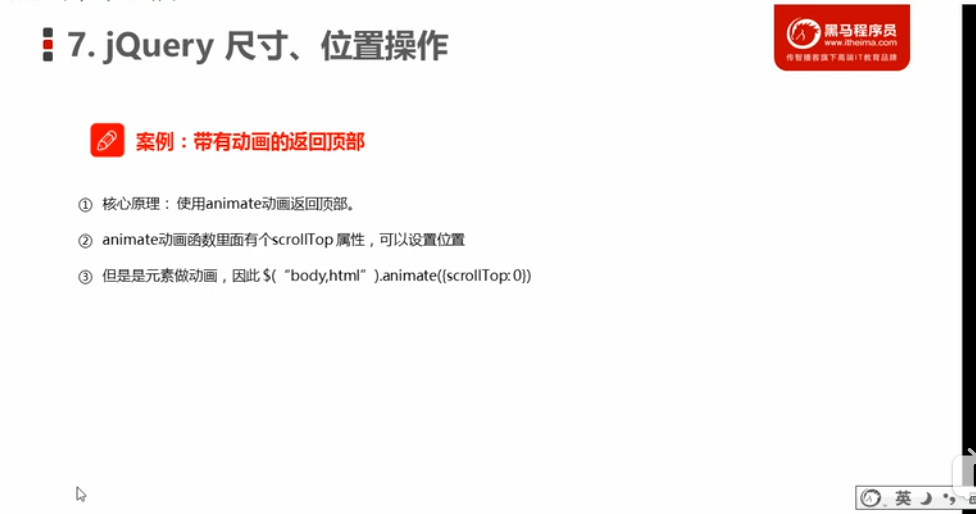 7. jQuery 尺寸、位置操作
黑马程序员
www.itheima.com
传智播客旗下高端IT教育品牌
案例：带有动画的返回顶部
① 核心原理： 使用animate动画返回顶部。
② animate动画函数里面有个scrollTop 属性，可以设置位置
③ 但是是元素做动画，因此 $(“body,html”).animate({scrollTop: 0})
英